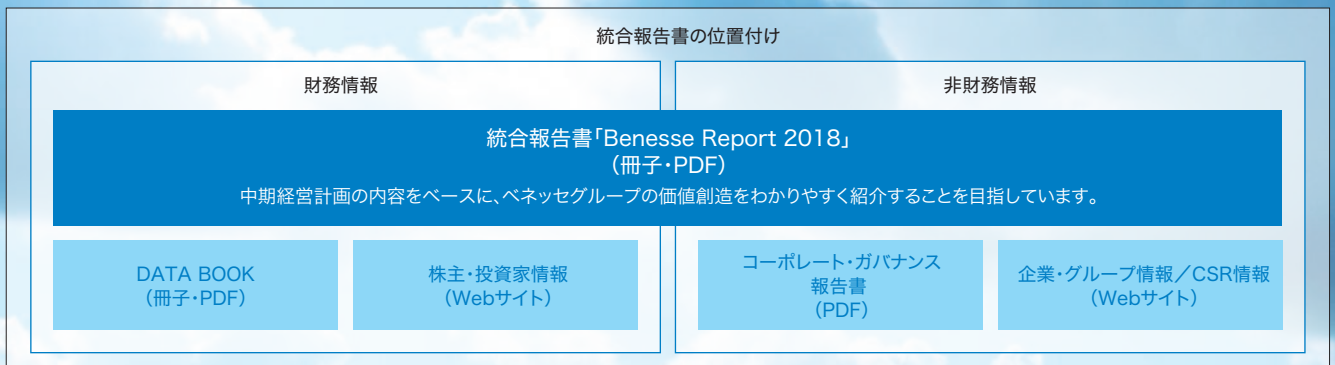 統合報告書の位置付け
財務情報
非財務情報
統合報告書「Benesse Report 2018」
（冊子・PDF）
中期経営計画の内容をベースに、ベネッセグループの価値創造をわかりやすく紹介することを目指しています。
DATA BOOK
（冊子・PDF）
株主・投資家情報
（Webサイト）
コーポレート・ガバナンス
報告書
（PDF）
企業・グループ情報／CSR情報
（Webサイト）